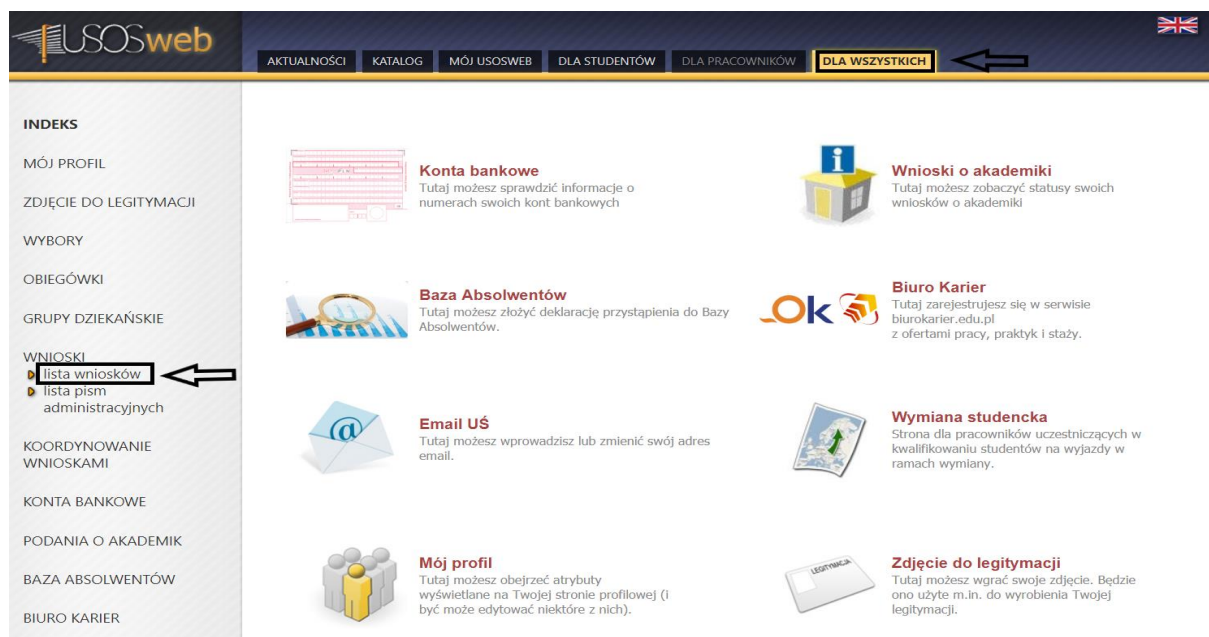 USOSweb
AKTUALNOŚCI KATALOG MÓJ USOSWEB DLA STUDENTÓW DLA PRACOWNIKÓW DLA WSZYSTKICH
INDEKS
MÓJ PROFIL
ZDJĘCIE DO LEGITYMACJI
WYBORY
OBIEGÓWKI
GRUPY DZIEKAŃSKIE
WNIOSKI
lista wniosków
lista pism
administracyjnych
KOORDYNOWANIE
WNIOSKAMI
KONTA BANKOWE
PODANIA O AKADEMIK
BAZA ABSOLWENTÓW
BIURO KARIER
Konta bankowe
Tutaj możesz sprawdzić informacje o
numerach swoich kont bankowych
i
Wnioski o akademiki
Tutaj możesz zobaczyć statusy swoich
wniosków o akademiki
Baza Absolwentów
Tutaj możesz złożyć deklarację przystąpienia do Bazy
Absolwentów.
Ok
Biuro Karier
Tutaj zarejestrujesz się w serwisie
biurokarier.edu.pl
z ofertami pracy, praktyk i staży.
@
Email UŚ
Tutaj możesz wprowadzisz lub zmienić swój adres
email.
Wymiana studencka
Strona dla pracowników uczestniczących w
kwalifikowaniu studentów na wyjazdy w
ramach wymiany.
Mój profil
Tutaj możesz obejrzeć atrybuty
wyświetlane na Twojej stronie profilowej (i
być może edytować niektóre z nich).
LEGITYMACJA
Zdjęcie do legitymacji
Tutaj możesz wgrać swoje zdjęcie. Będzie
ono użyte m.in. do wyrobienia Twojej
legitymacji.